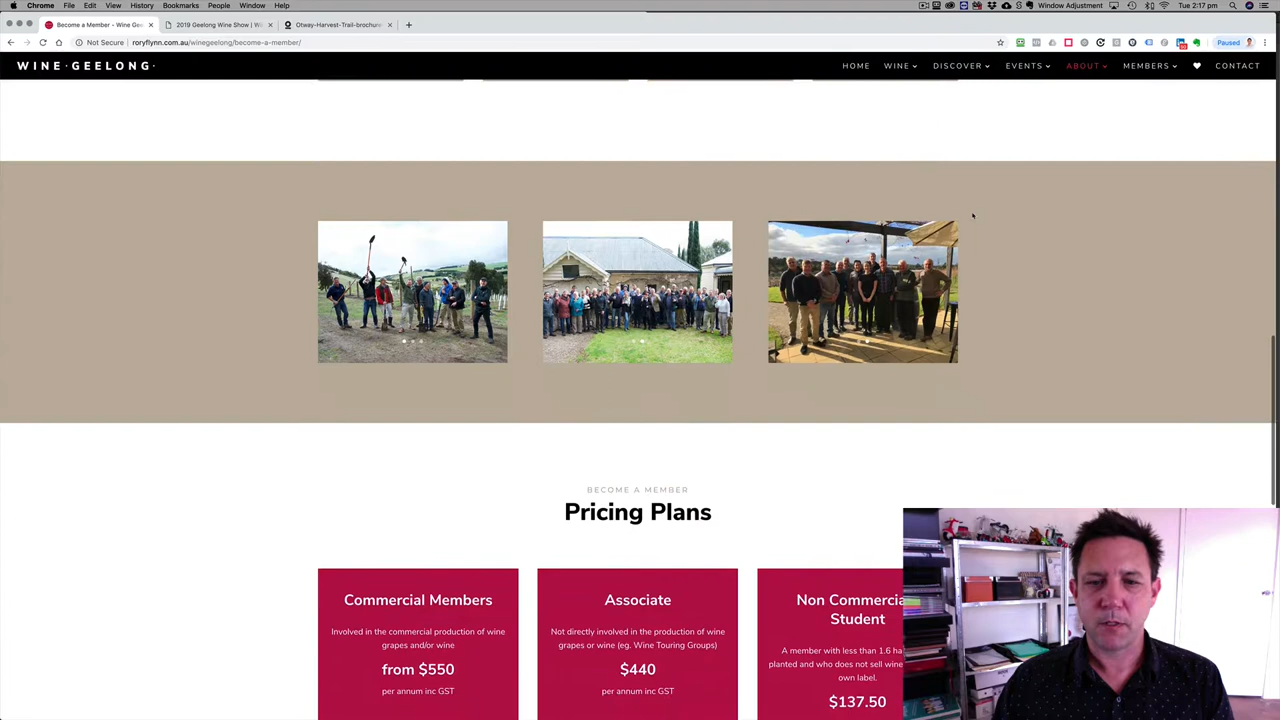 Chrome File Edit View History Bookmarks People Window Help
Window Adjustment
Tue 2:17 pm
Become a Member - Wine Gee
2019 Geelong Wine Show | W
Otway-Harvest-Trail-brochure
Not Secure | roryflynn.com.au/winegeelong/become-a-member/
Paused
WINE·GEELONG·
HOME WINE DISCOVER EVENTS ABOUT MEMBERS CONTACT
BECOME A MEMBER
Pricing Plans
Commercial Members
Involved in the commercial production of wine
grapes and/or wine
from $550
per annum inc GST
Associate
Not directly involved in the production of wine
grapes or wine (eg. Wine Touring Groups)
$440
per annum inc GST
Non Commercia
Student
A member with less than 1.6 ha
planted and who does not sell wine
own label.
$137.50